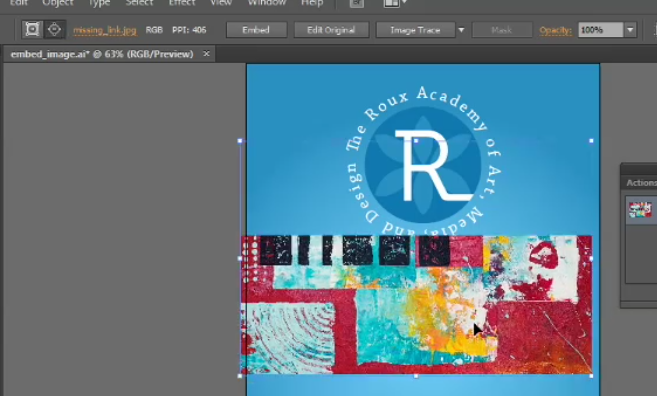 Edit Object Type Select Effect View Window Help
missing_link.jpg RGB PPI: 406 Embed Edit Original Image Trace Mask Opacity: 100%
embed_image.ai* @ 63% (RGB/Preview) ×
The Roux Academy of Art, Media, and Design
R
Actions